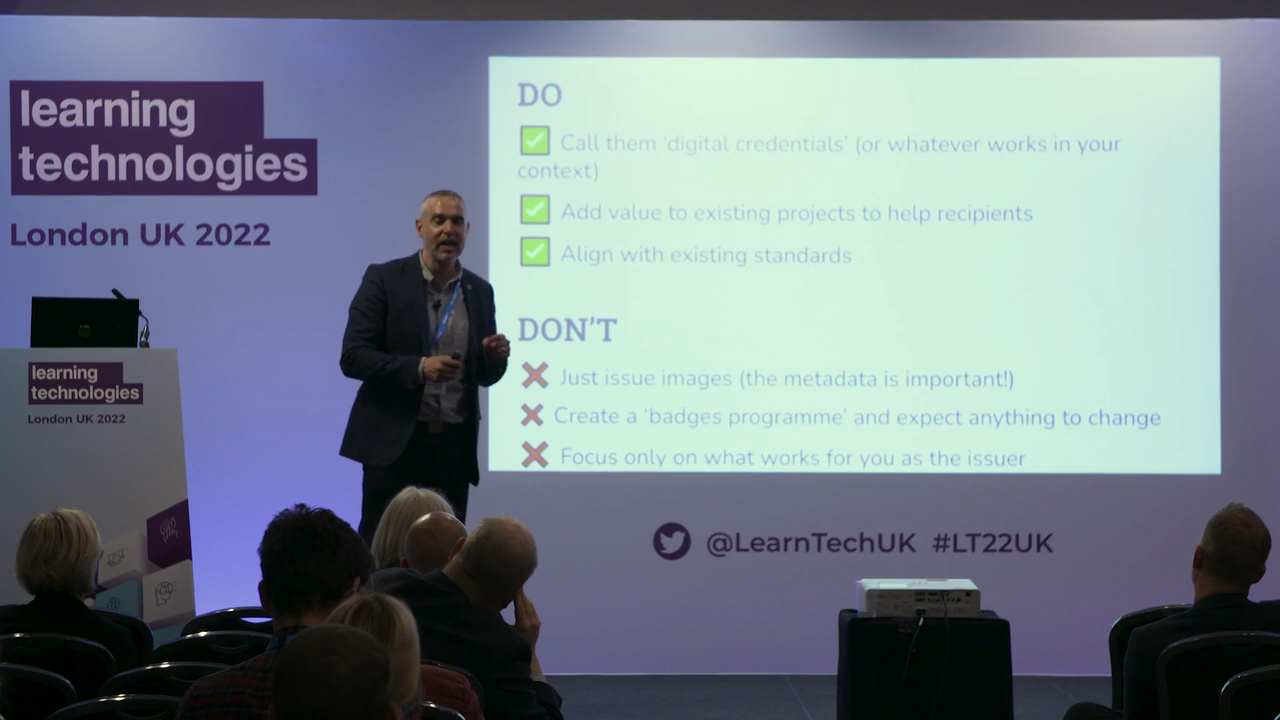 learning
technologies
London UK 2022
DO
✅ Call them ‘digital credentials’ (or whatever works in your
context)
✅ Add value to existing projects to help recipients
✅ Align with existing standards
DON'T
❌ Just issue images (the metadata is important!)
❌ Create a ‘badges programme’ and expect anything to change
❌ Focus only on what works for you as the issuer
learning
technologies
London UK 2022
@LearnTechUK #LT22UK